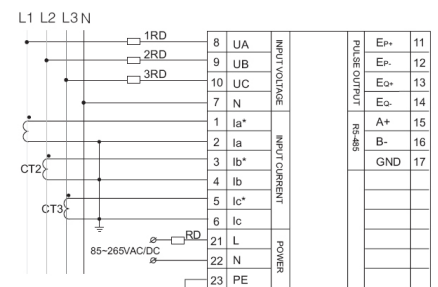 L1 L2 L3 N
1RD
2RD
3RD
8 UA
9 UB
10 UC
7 N
INPUT VOLTAGE
1 Ia*
2 Ia
3 Ib*
4 Ib
5 Ic*
6 Ic
INPUT CURRENT
CT2
CT3
RD
85~265VAC/DC
21 L
22 N
23 PE
POWER
PULSE OUTPUT
EP+ 11
EP- 12
EQ+ 13
EQ- 14
RS-485
A+ 15
B- 16
GND 17